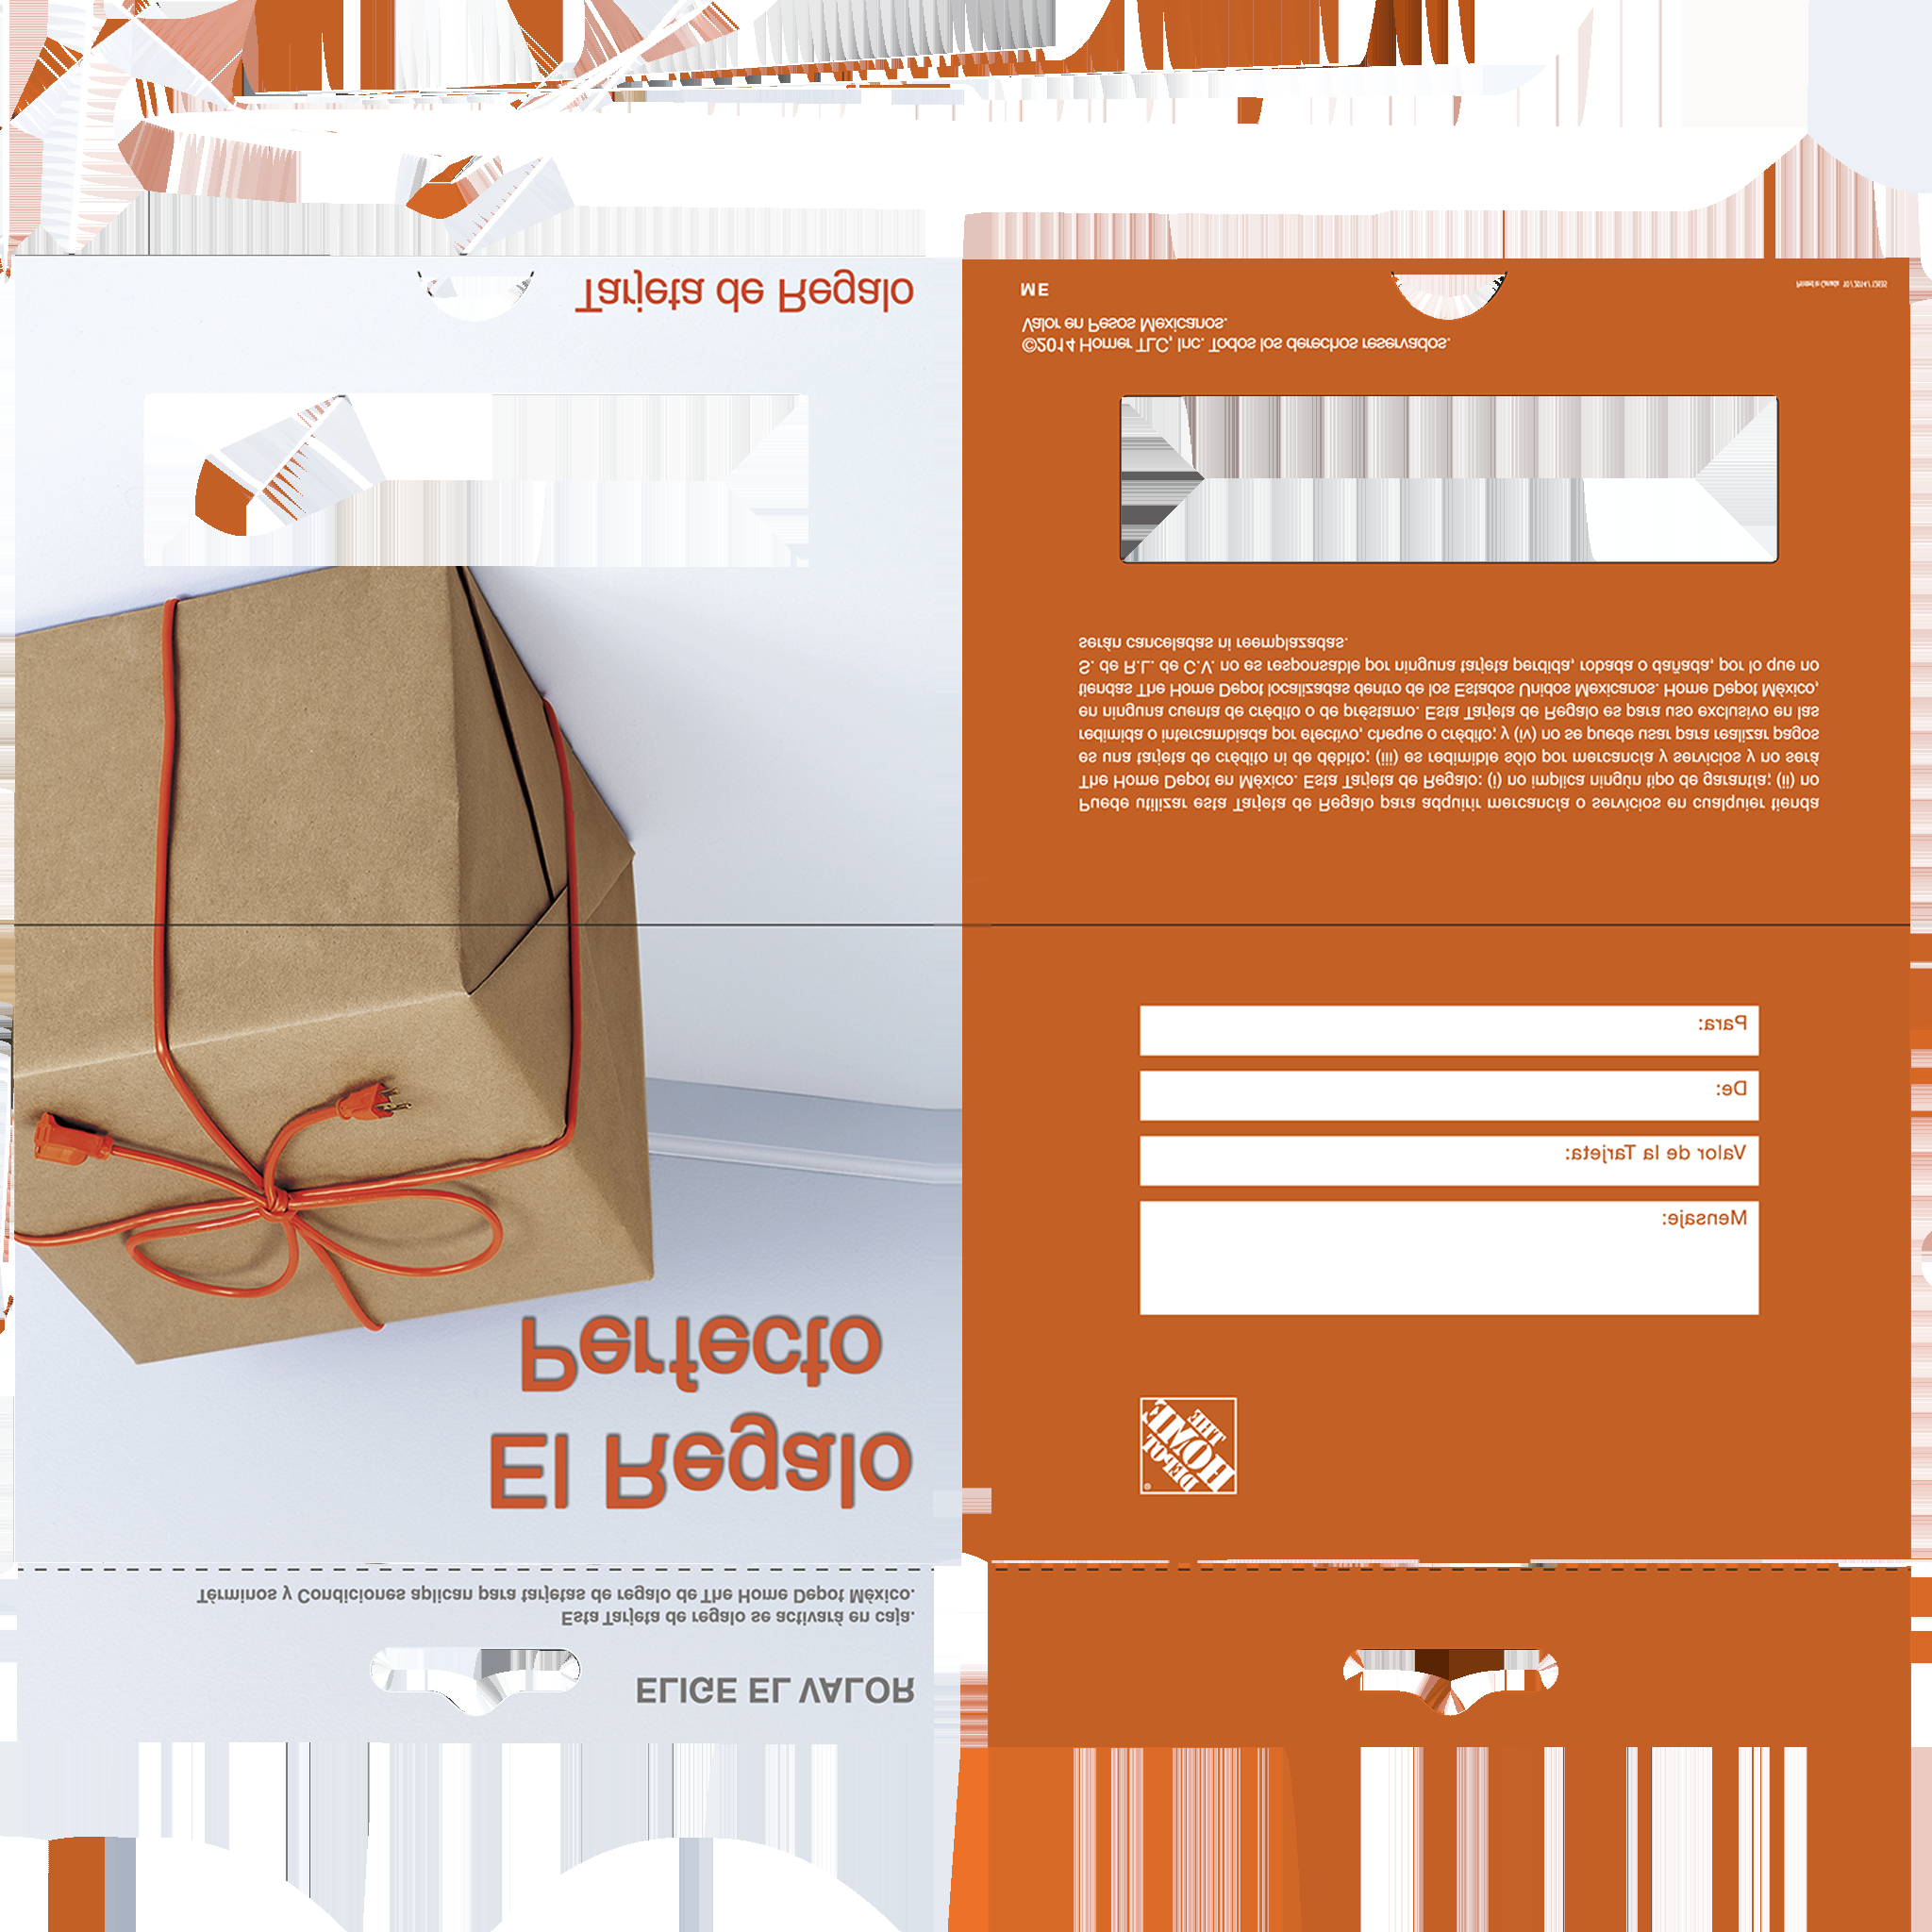 ELIGE EL VALOR
Esta Tarjeta de regalo se activará en caja.
Términos y Condiciones aplican para tarjetas de regalo de The Home Depot México.
El Regalo
Perfecto
Tarjeta de Regalo
THE
HOME
DEPOT
®
Para:
De:
Valor de la Tarjeta:
Mensaje:
Puede utilizar esta Tarjeta de Regalo para adquirir mercancía o servicios en cualquier tienda
The Home Depot en México. Esta Tarjeta de Regalo: (i) no implica ningún tipo de garantía; (ii) no
es una tarjeta de crédito ni de débito; (iii) es redimible sólo por mercancía y servicios y no será
redimida o intercambiada por efectivo, cheque o crédito; y (iv) no se puede usar para realizar pagos
en ninguna cuenta de crédito o de préstamo. Esta Tarjeta de Regalo es para uso exclusivo en las
tiendas The Home Depot localizadas dentro de los Estados Unidos Mexicanos. Home Depot México,
S. de R.L. de C.V. no es responsable por ninguna tarjeta perdida, robada o dañada, por lo que no
serán canceladas ni reemplazadas.
©2014 Homer TLC, Inc. Todos los derechos reservados.
Valor en Pesos Mexicanos.
ME
Printed in Canada 10/2014